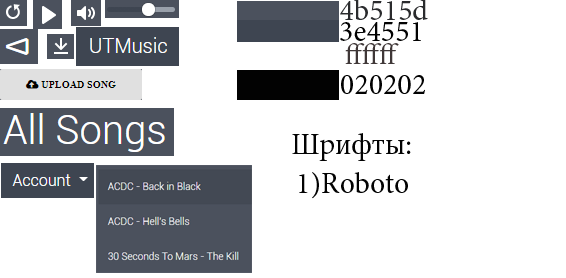 UTMusic
UPLOAD SONG
All Songs
Account
ACDC - Back in Black
ACDC - Hell's Bells
30 Seconds To Mars - The Kill
4b515d
3e4551
ffffff
020202
Шрифты:
1)Roboto